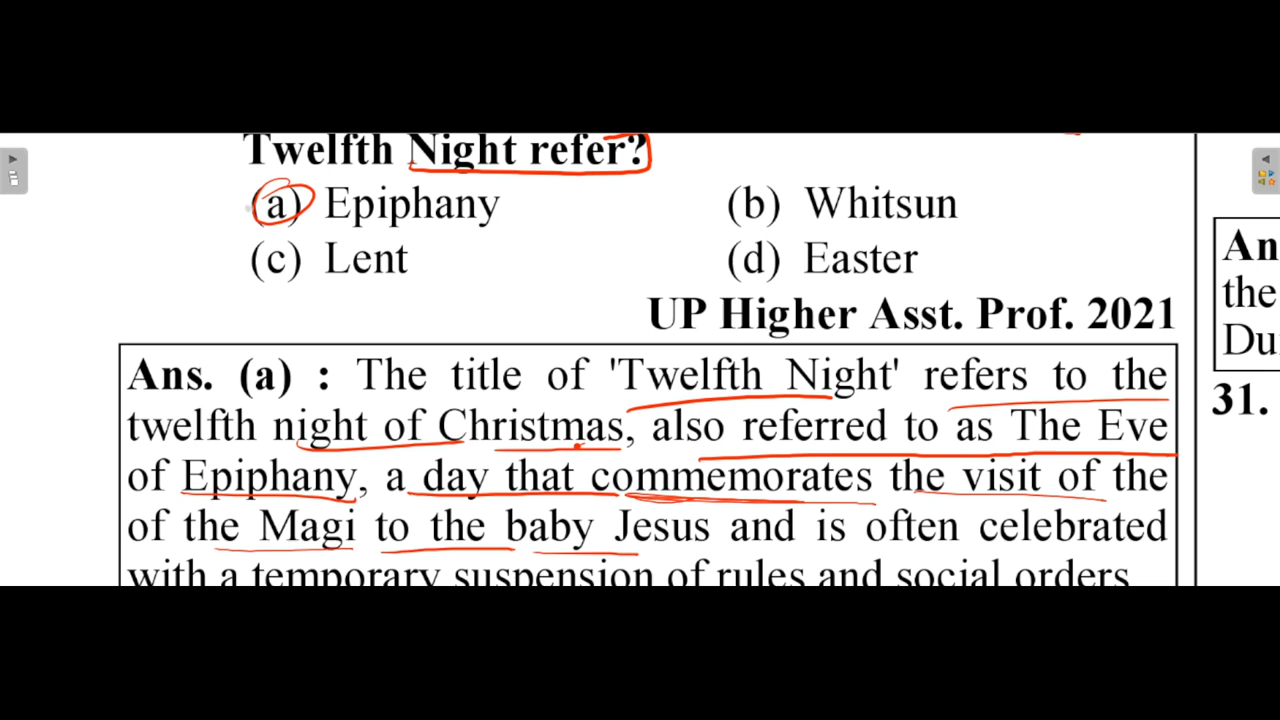 Twelfth Night refer?
(a) Epiphany (b) Whitsun
(c) Lent (d) Easter
UP Higher Asst. Prof. 2021
Ans. (a) : The title of 'Twelfth Night' refers to the
twelfth night of Christmas, also referred to as The Eve
of Epiphany, a day that commemorates the visit of the
of the Magi to the baby Jesus and is often celebrated
with a temporary suspension of rules and social orders
An
the
Du
31.